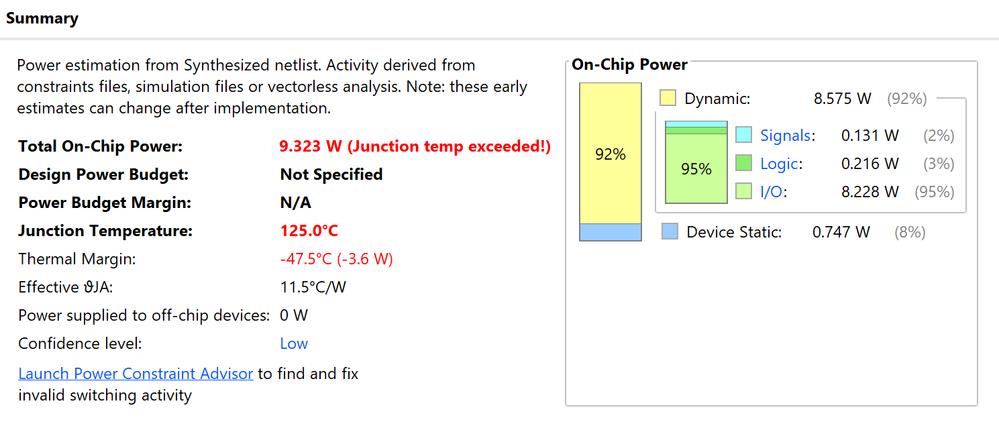 Summary
Power estimation from Synthesized netlist. Activity derived from
constraints files, simulation files or vectorless analysis. Note: these early
estimates can change after implementation.
Total On-Chip Power: 9.323 W (Junction temp exceeded!)
Design Power Budget: Not Specified
Power Budget Margin: N/A
Junction Temperature: 125.0°C
Thermal Margin: -47.5°C (-3.6 W)
Effective ϑJA: 11.5°C/W
Power supplied to off-chip devices: 0 W
Confidence level: Low
Launch Power Constraint Advisor to find and fix
invalid switching activity
On-Chip Power
92%
Dynamic: 8.575 W (92%)
95%
Signals: 0.131 W (2%)
Logic: 0.216 W (3%)
I/O: 8.228 W (95%)
Device Static: 0.747 W (8%)